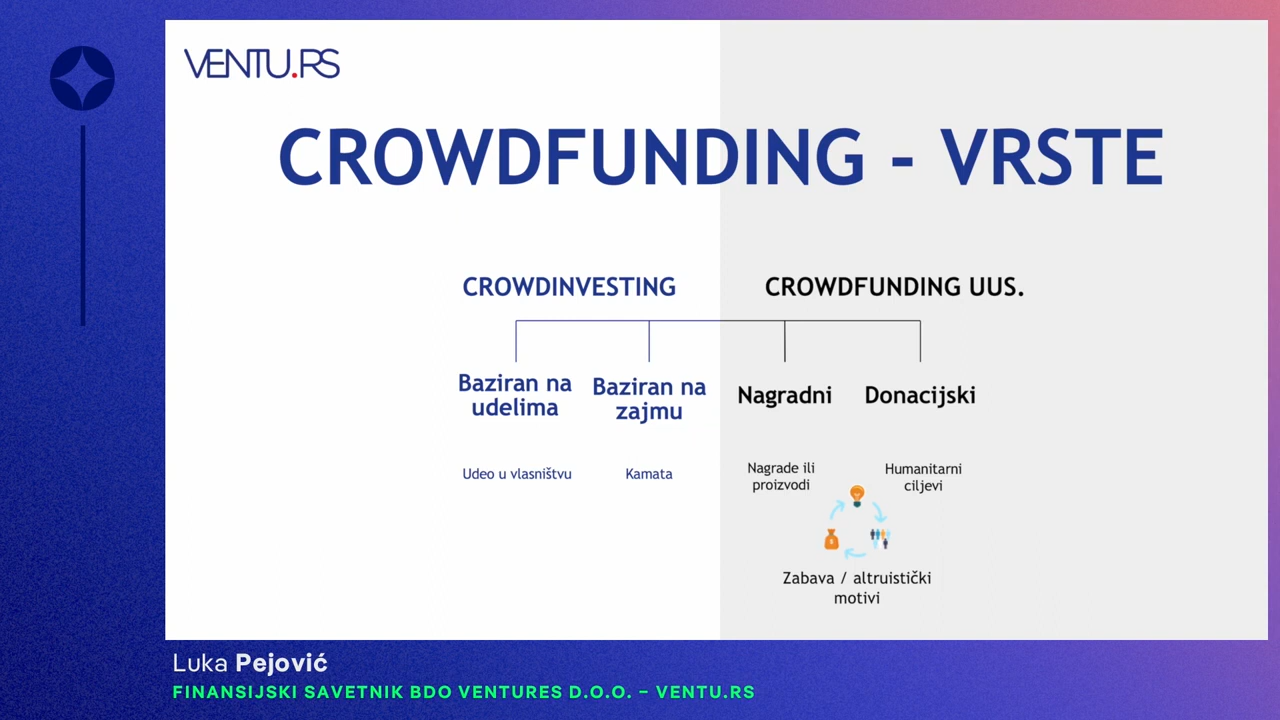 VENTU.RS
CROWDFUNDING - VRSTE
CROWDINVESTING
CROWDFUNDING UUS.
Baziran na
udelima
Baziran na
zajmu
Nagradni
Donacijski
Udeo u vlasništvu
Kamata
Nagrade ili
proizvodi
Humanitarni
ciljevi
Zabava / altruistički
motivi
Luka Pejović
FINANSIJSKI SAVETNIK BDO VENTURES D.O.O. – VENTU.RS